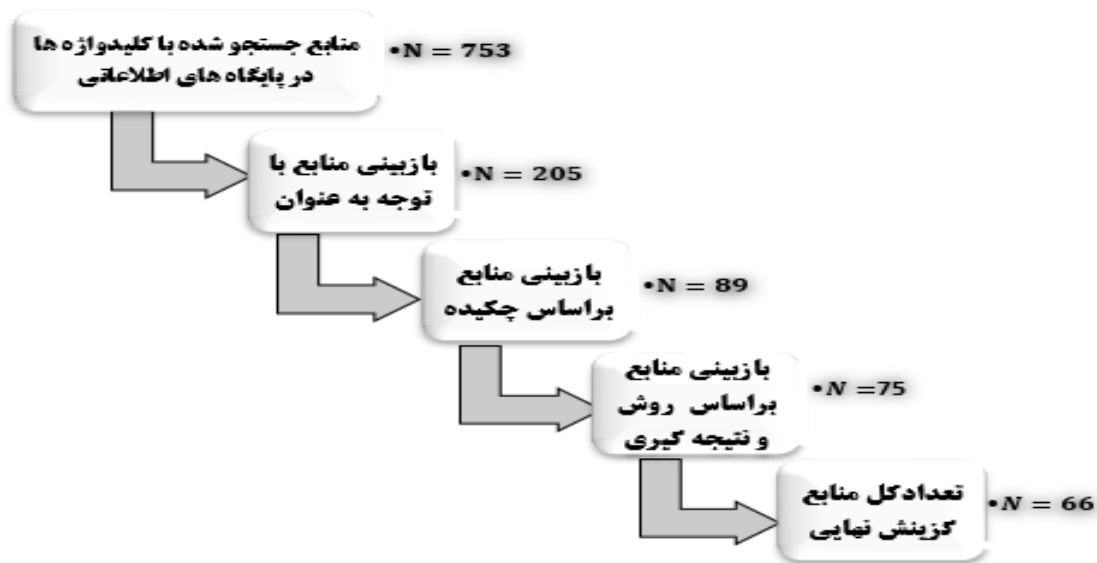 منابع جستجو شده با کلیدواژه ها
در پایگاه های اطلاعاتی
•N = 753
بازبینی منابع با
توجه به عنوان
•N = 205
بازبینی منابع
براساس چکیده
•N = 89
بازبینی منابع
براساس روش
و نتیجه گیری
•N =75
تعدادکل منابع
گزینش نهایی
•N = 66